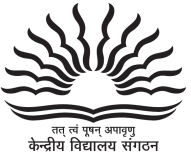 तत् त्वं पूषन् अपावृणु
केन्द्रीय विद्यालय संगठन